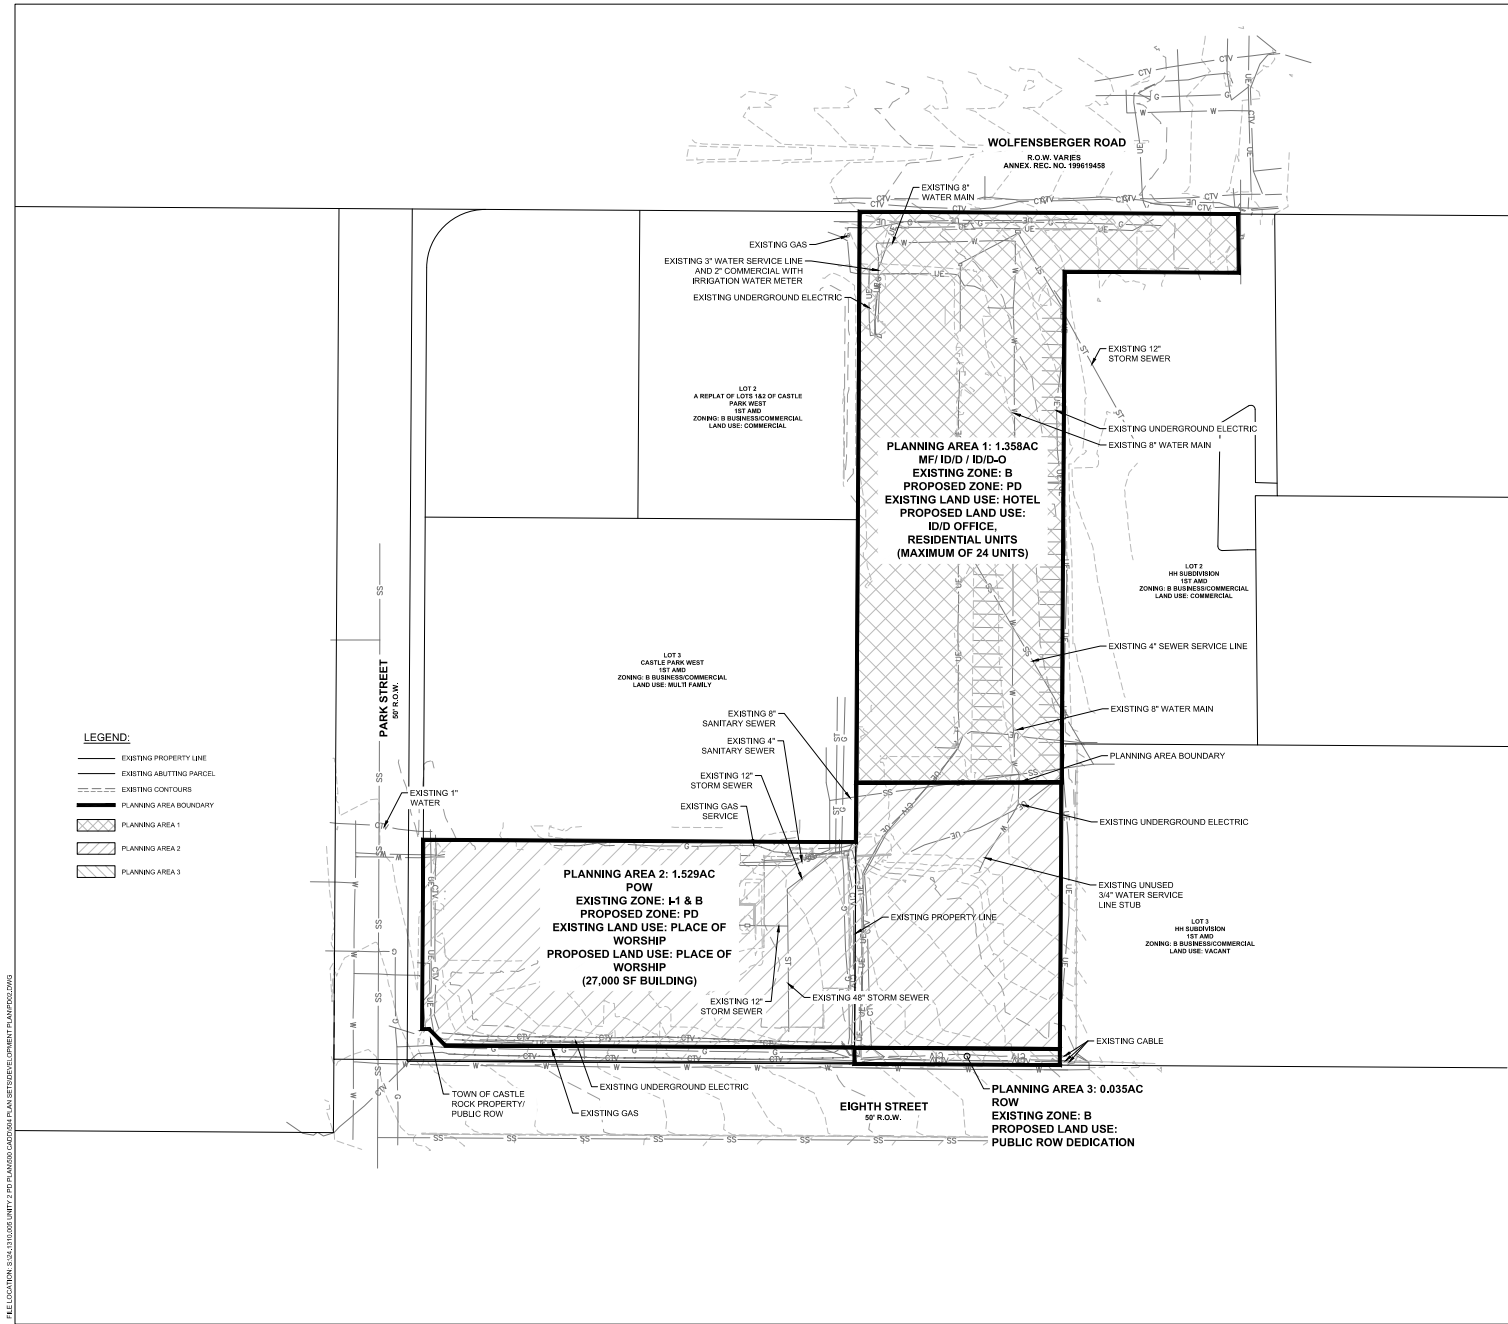 WOLFENSBERGER ROAD
R.O.W. VARIES
ANNEX. REC. NO. 199619458
EXISTING 8"
WATER MAIN
EXISTING GAS
EXISTING 3" WATER SERVICE LINE
AND 2" COMMERCIAL WITH
IRRIGATION WATER METER
EXISTING UNDERGROUND ELECTRIC
EXISTING 12"
STORM SEWER
LOT 2
A REPLAT OF LOTS 1&2 OF CASTLE
PARK WEST
1ST AMD
ZONING: B BUSINESS/COMMERCIAL
LAND USE: COMMERCIAL
EXISTING UNDERGROUND ELECTRIC
EXISTING 8" WATER MAIN
PLANNING AREA 1: 1.358AC
MF/ ID/D / ID/D-O
EXISTING ZONE: B
PROPOSED ZONE: PD
EXISTING LAND USE: HOTEL
PROPOSED LAND USE:
ID/D OFFICE,
RESIDENTIAL UNITS
(MAXIMUM OF 24 UNITS)
LOT 2
HH SUBDIVISION
1ST AMD
ZONING: B BUSINESS/COMMERCIAL
LAND USE: COMMERCIAL
EXISTING 4" SEWER SERVICE LINE
LOT 3
CASTLE PARK WEST
1ST AMD
ZONING: B BUSINESS/COMMERCIAL
LAND USE: MULTI FAMILY
PARK STREET
50' R.O.W.
EXISTING 8"
SANITARY SEWER
EXISTING 4"
SANITARY SEWER
EXISTING 12"
STORM SEWER
EXISTING GAS
SERVICE
EXISTING 8" WATER MAIN
PLANNING AREA BOUNDARY
LEGEND:
EXISTING PROPERTY LINE
EXISTING ABUTTING PARCEL
EXISTING CONTOURS
PLANNING AREA BOUNDARY
PLANNING AREA 1
PLANNING AREA 2
PLANNING AREA 3
EXISTING 1"
WATER
EXISTING UNDERGROUND ELECTRIC
PLANNING AREA 2: 1.529AC
POW
EXISTING ZONE: I-1 & B
PROPOSED ZONE: PD
EXISTING LAND USE: PLACE OF
WORSHIP
PROPOSED LAND USE: PLACE OF
WORSHIP
(27,000 SF BUILDING)
EXISTING UNUSED
3/4" WATER SERVICE
LINE STUB
EXISTING PROPERTY LINE
LOT 3
HH SUBDIVISION
1ST AMD
ZONING: B BUSINESS/COMMERCIAL
LAND USE: VACANT
EXISTING 12"
STORM SEWER
EXISTING 48" STORM SEWER
EXISTING CABLE
TOWN OF CASTLE
ROCK PROPERTY/
PUBLIC ROW
EXISTING UNDERGROUND ELECTRIC
EXISTING GAS
EIGHTH STREET
50' R.O.W.
PLANNING AREA 3: 0.035AC
ROW
EXISTING ZONE: B
PROPOSED LAND USE:
PUBLIC ROW DEDICATION